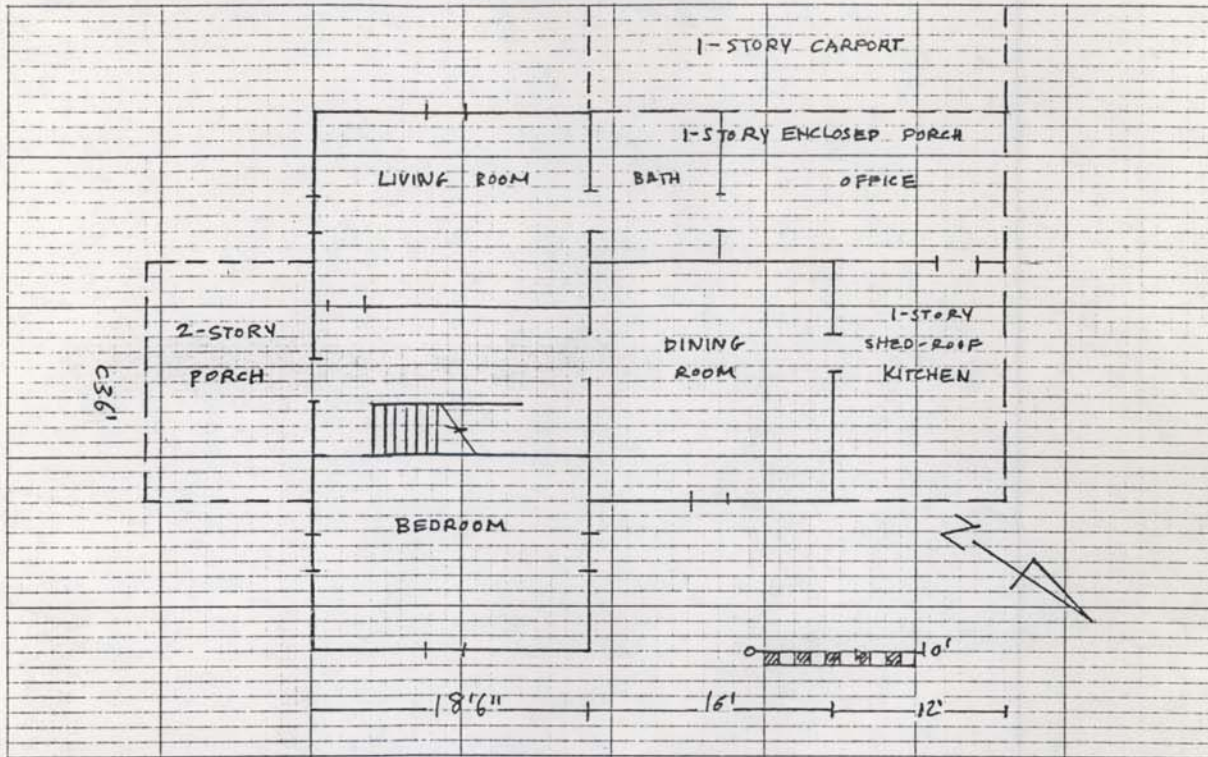 1-STORY CARPORT
1-STORY ENCLOSED PORCH
LIVING ROOM
BATH
OFFICE
2-STORY
PORCH
C36'
DINING
ROOM
1-STORY
SHED-ROOF
KITCHEN
BEDROOM
N
0
10'
18'6"
16'
12'